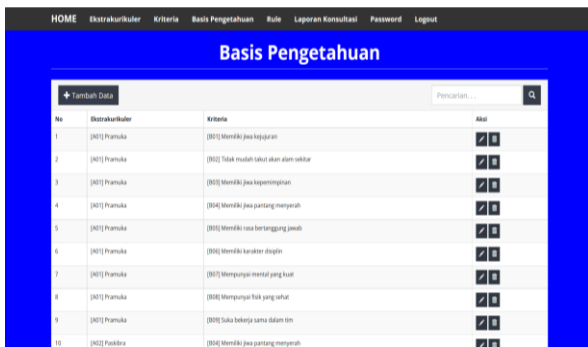 HOME Ekstrakurikuler Kriteria Basis Pengetahuan Rule Laporan Konsultasi Password Logout
Basis Pengetahuan
Tambah Data Pencarian...
No Ekstrakurikuler Kriteria Aksi
1 [A01] Pramuka [B01] Memiliki jiwa kejujuran
2 [A01] Pramuka [B02] Tidak mudah takut akan alam sekitar
3 [A01] Pramuka [B03] Memiliki jiwa kepemimpinan
4 [A01] Pramuka [B04] Memiliki jiwa pantang menyerah
5 [A01] Pramuka [B05] Memiliki rasa bertanggung jawab
6 [A01] Pramuka [B06] Memiliki karakter disiplin
7 [A01] Pramuka [B07] Mempunyai mental yang kuat
8 [A01] Pramuka [B08] Mempunyai fisik yang sehat
9 [A01] Pramuka [B09] Suka bekerja sama dalam tim
10 [A02] Paskibra [B04] Memiliki jiwa pantang menyerah